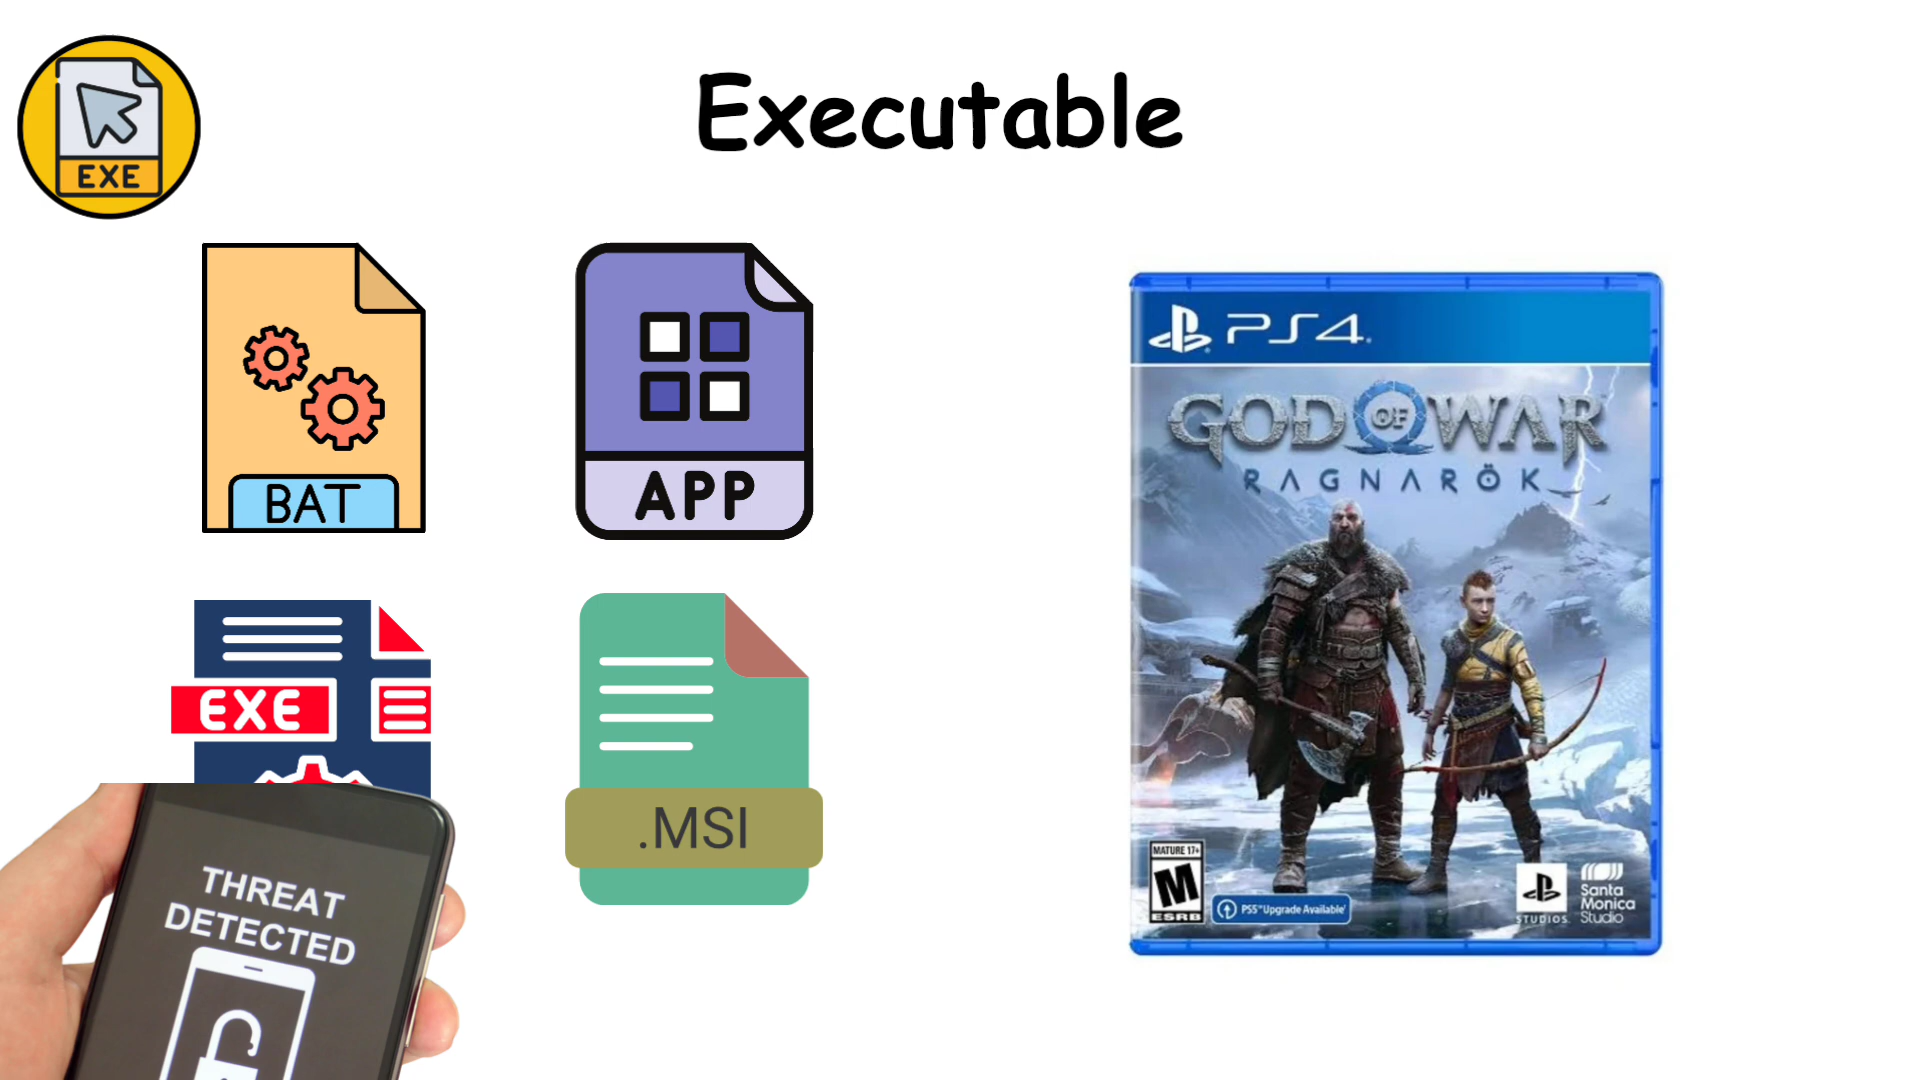 Executable
EXE
BAT
APP
EXE
.MSI
THREAT
DETECTED
PS4
GOD OF WAR
RAGNARÖK
MATURE 17+
M
ESRB
PS5 Upgrade Available
STUDIOS
Santa
Monica
Studio